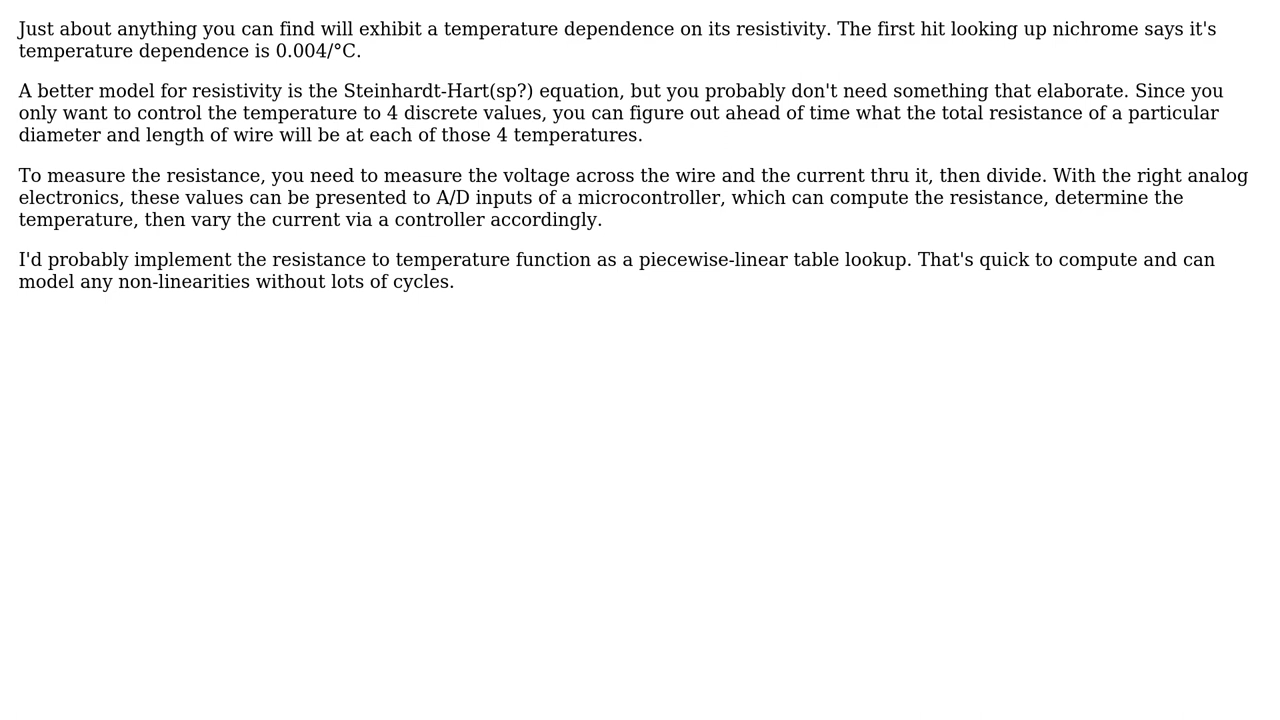 Just about anything you can find will exhibit a temperature dependence on its resistivity. The first hit looking up nichrome says it's
temperature dependence is 0.004/°C.
A better model for resistivity is the Steinhardt-Hart(sp?) equation, but you probably don't need something that elaborate. Since you
only want to control the temperature to 4 discrete values, you can figure out ahead of time what the total resistance of a particular
diameter and length of wire will be at each of those 4 temperatures.
To measure the resistance, you need to measure the voltage across the wire and the current thru it, then divide. With the right analog
electronics, these values can be presented to A/D inputs of a microcontroller, which can compute the resistance, determine the
temperature, then vary the current via a controller accordingly.
I'd probably implement the resistance to temperature function as a piecewise-linear table lookup. That's quick to compute and can
model any non-linearities without lots of cycles.